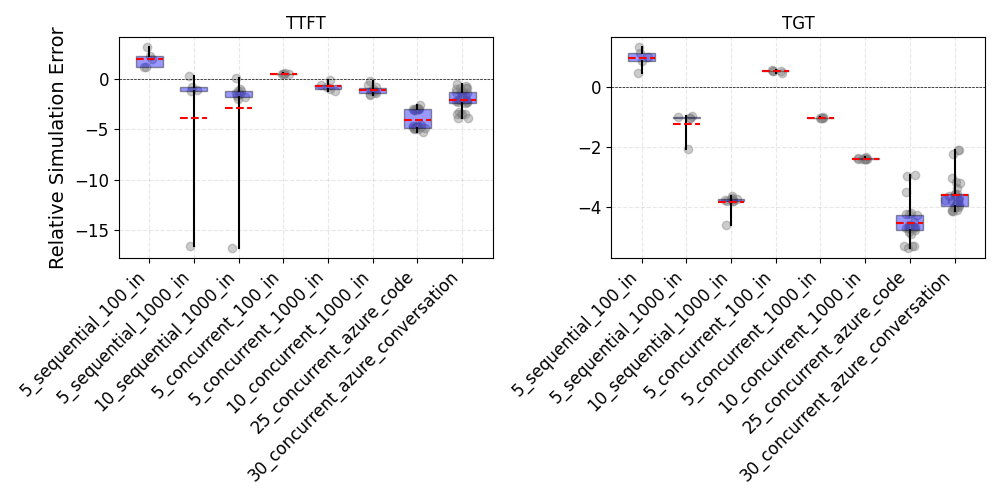 TTFT
TGT
Relative Simulation Error
0
−5
−10
−15
0
−2
−4
5_sequential_100_in
5_sequential_1000_in
10_sequential_1000_in
5_concurrent_100_in
5_concurrent_1000_in
10_concurrent_1000_in
25_concurrent_azure_code
30_concurrent_azure_conversation
5_sequential_100_in
5_sequential_1000_in
10_sequential_1000_in
5_concurrent_100_in
5_concurrent_1000_in
10_concurrent_1000_in
25_concurrent_azure_code
30_concurrent_azure_conversation